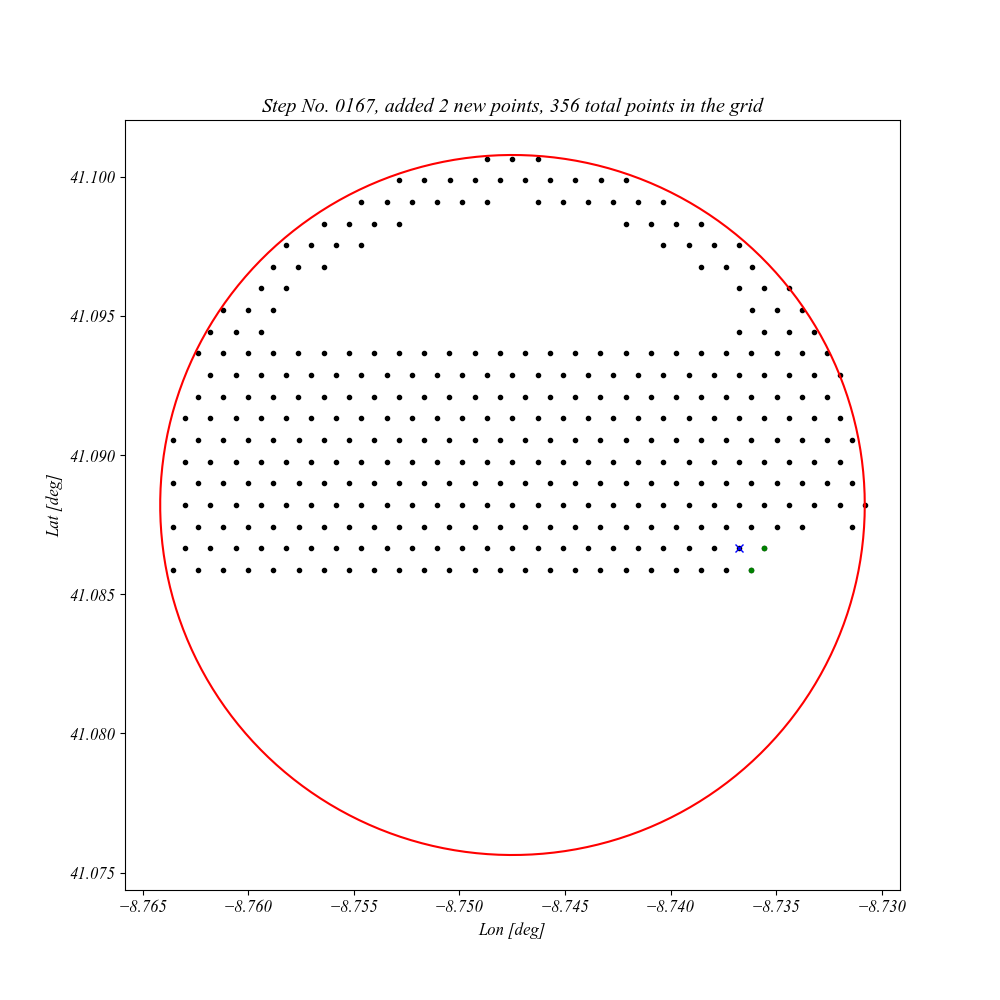 Step No. 0167, added 2 new points, 356 total points in the grid
41.100
41.095
41.090
41.085
41.080
41.075
Lat [deg]
−8.765 −8.760 −8.755 −8.750 −8.745 −8.740 −8.735 −8.730
Lon [deg]